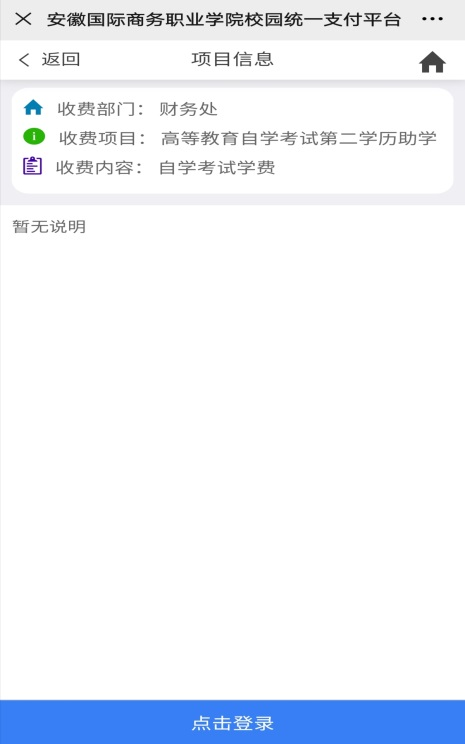 安徽国际商务职业学院校园统一支付平台
返回 项目信息
收费部门： 财务处
收费项目： 高等教育自学考试第二学历助学
收费内容： 自学考试学费
暂无说明
点击登录